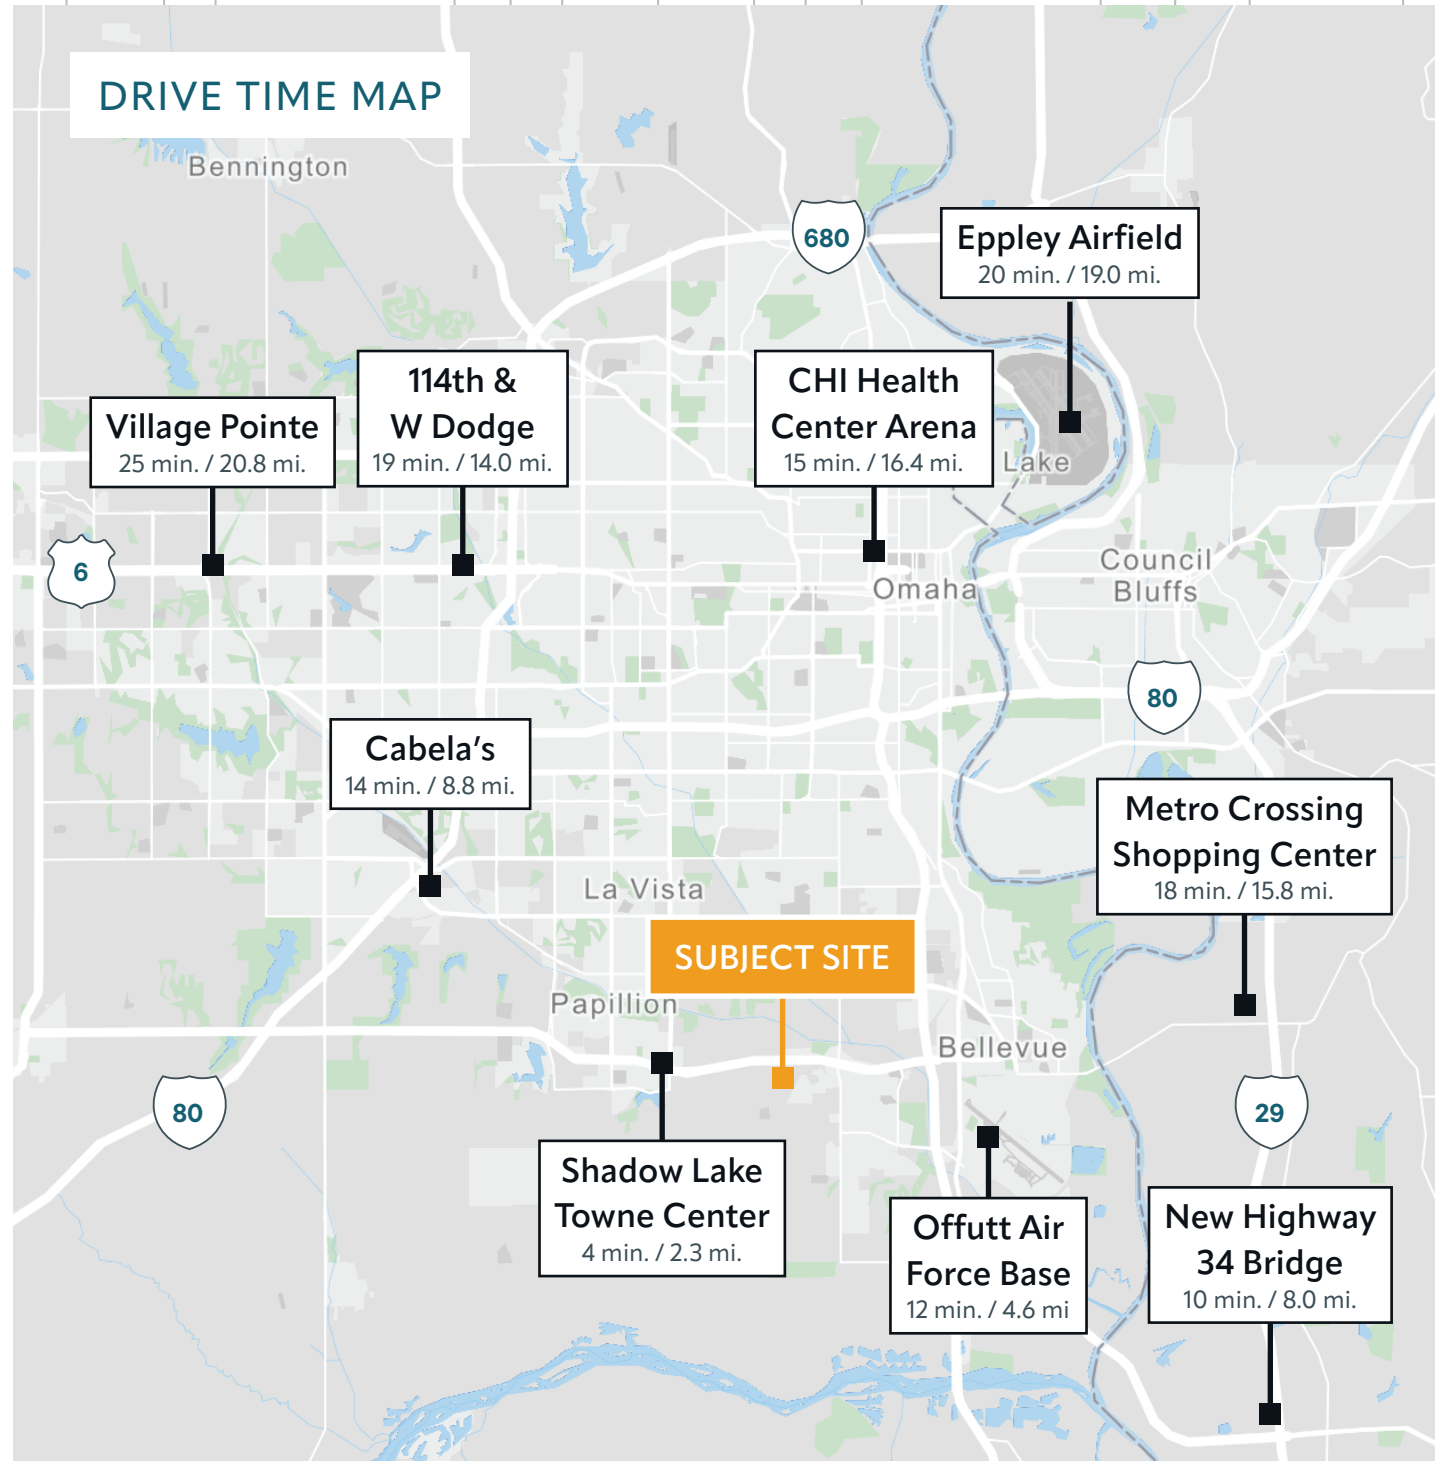 DRIVE TIME MAP
Bennington
680
Eppley Airfield
20 min. / 19.0 mi.
114th &
W Dodge
19 min. / 14.0 mi.
CHI Health
Center Arena
15 min. / 16.4 mi.
Village Pointe
25 min. / 20.8 mi.
Lake
6
Omaha
Council
Bluffs
80
Cabela's
14 min. / 8.8 mi.
Metro Crossing
Shopping Center
18 min. / 15.8 mi.
La Vista
SUBJECT SITE
Papillion
Bellevue
80
29
Shadow Lake
Towne Center
4 min. / 2.3 mi.
Offutt Air
Force Base
12 min. / 4.6 mi
New Highway
34 Bridge
10 min. / 8.0 mi.